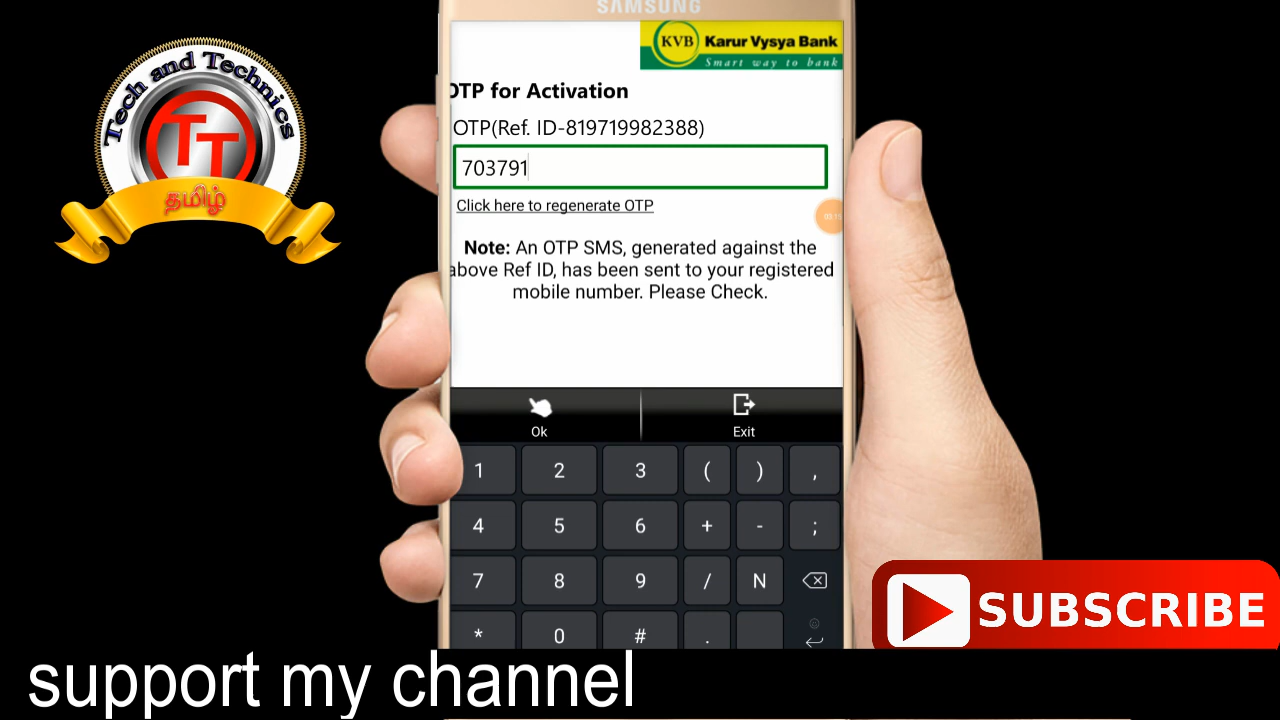 SAMSUNG
Tech and Technics
TT
தமிழ்
KVB Karur Vysya Bank
Smart way to bank
OTP for Activation
OTP(Ref. ID-819719982388)
703791
Click here to regenerate OTP
Note: An OTP SMS, generated against the
above Ref ID, has been sent to your registered
mobile number. Please Check.
Ok Exit
1 2 3 ( ) ,
4 5 6 + - ;
7 8 9 / N
* 0 # .
SUBSCRIBE
support my channel